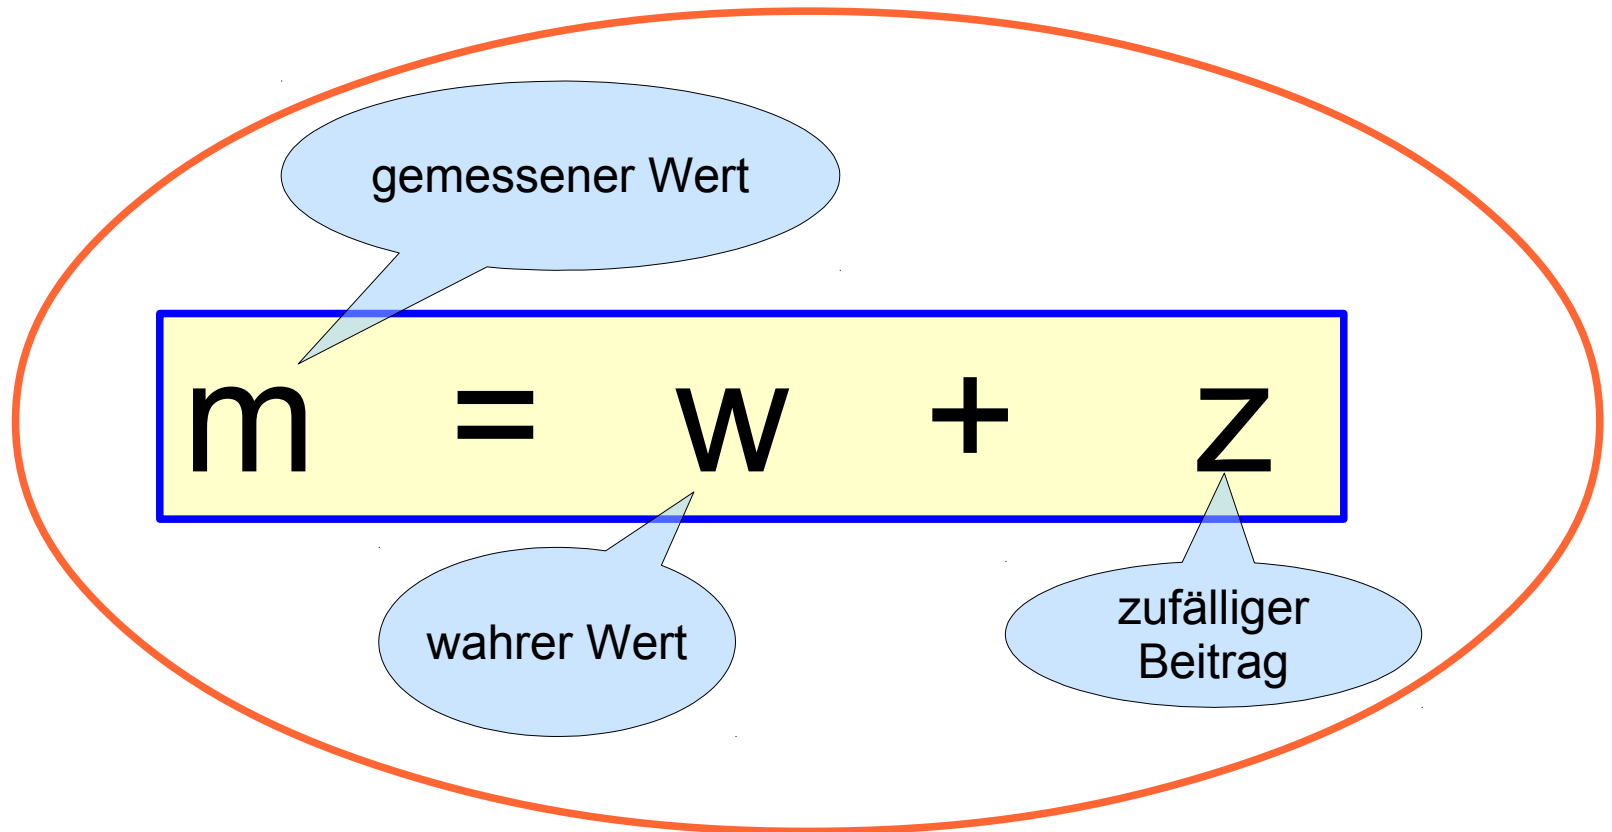 gemessener Wert
m = w + z
wahrer Wert
zufälliger
Beitrag